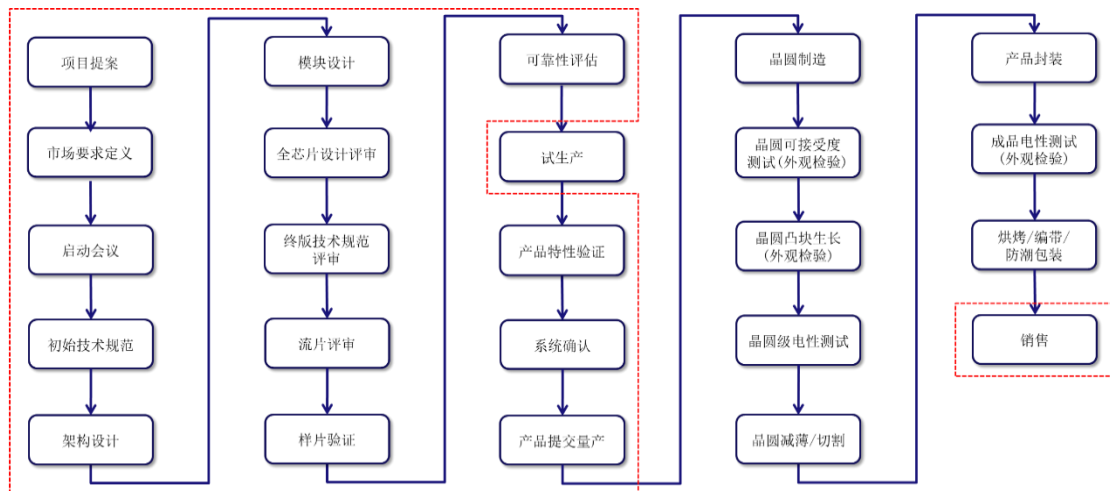 项目提案
市场要求定义
启动会议
初始技术规范
架构设计
模块设计
全芯片设计评审
终版技术规范
评审
流片评审
样片验证
可靠性评估
试生产
产品特性验证
系统确认
产品提交量产
晶圆制造
晶圆可接受度
测试(外观检验)
晶圆凸块生长
(外观检验)
晶圆级电性测试
晶圆减薄/切割
产品封装
成品电性测试
(外观检验)
烘烤/编带/
防潮包装
销售